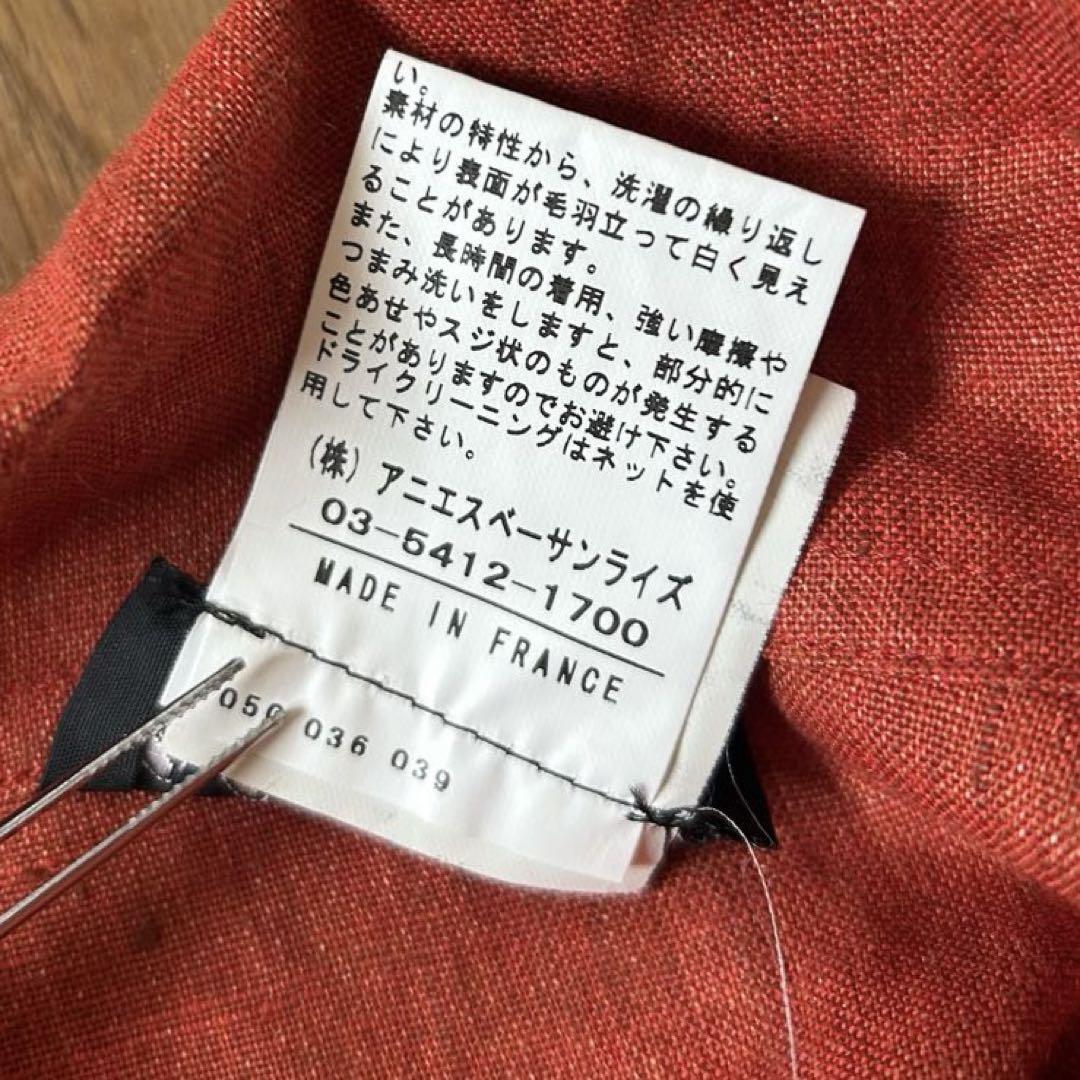 い。
素材の特性から、洗濯の繰り返し
により表面が毛羽立って白く見え
ることがあります。
また、長時間の着用、強い摩擦や
つまみ洗いをしますと、部分的に
色あせやスジ状のものが発生する
ことがありますのでお避け下さい。
ドライクリーニングはネットを使
用して下さい。
(株)アニエスベーサンライズ
03-5412-1700
MADE IN FRANCE
036 039